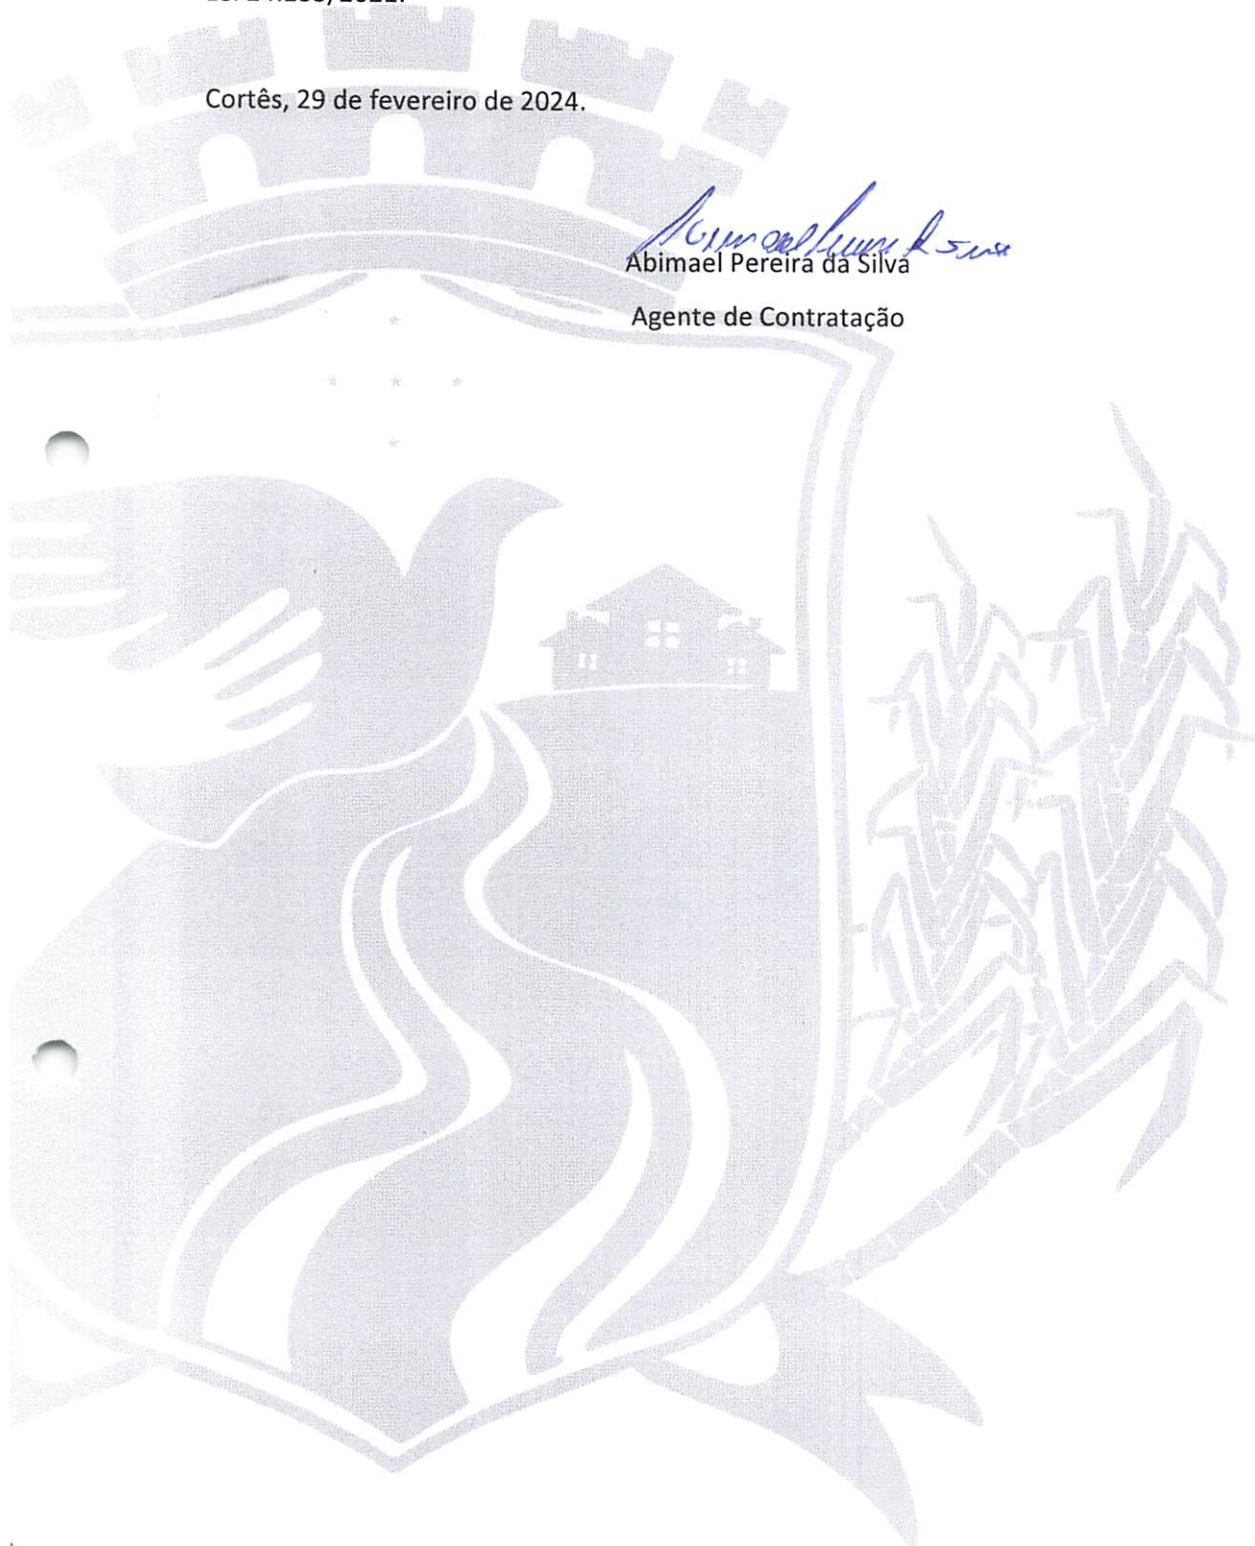 Cortês, 29 de fevereiro de 2024.
Abimael Pereira da Silva
Agente de Contratação